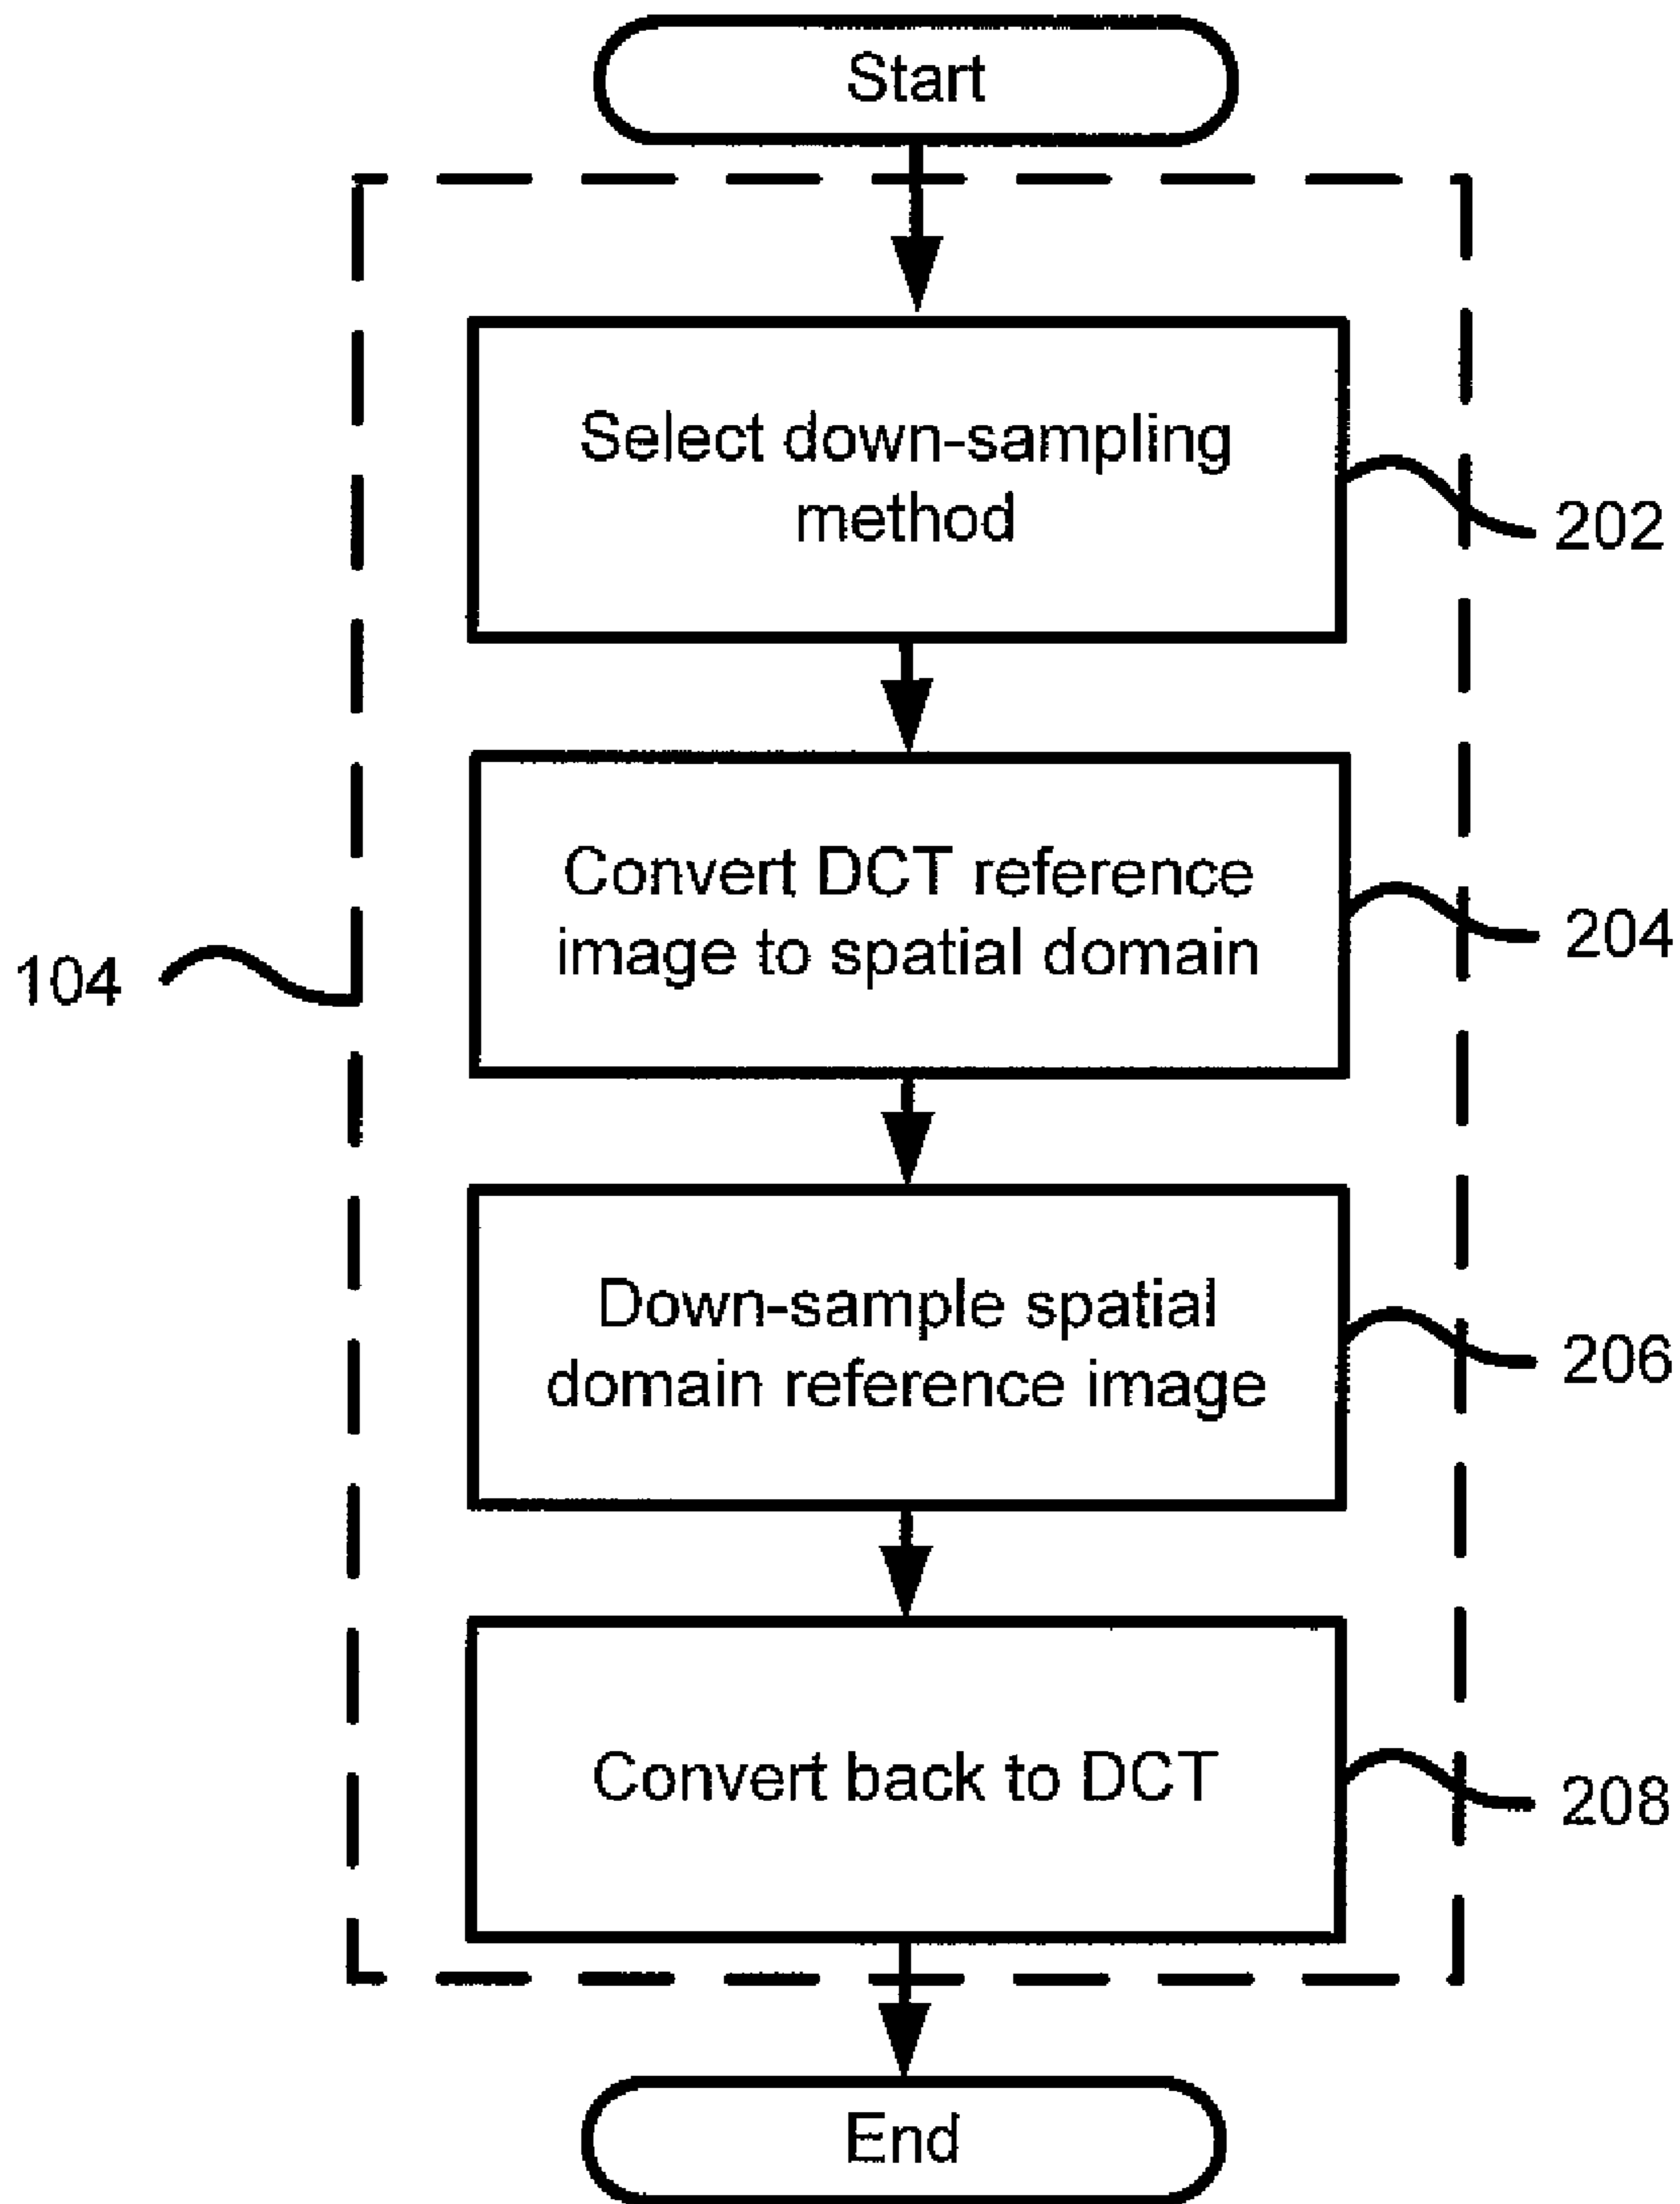 Start
Select down-sampling
method
202
Convert DCT reference
image to spatial domain
204
104
Down-sample spatial
domain reference image
206
Convert back to DCT
208
End